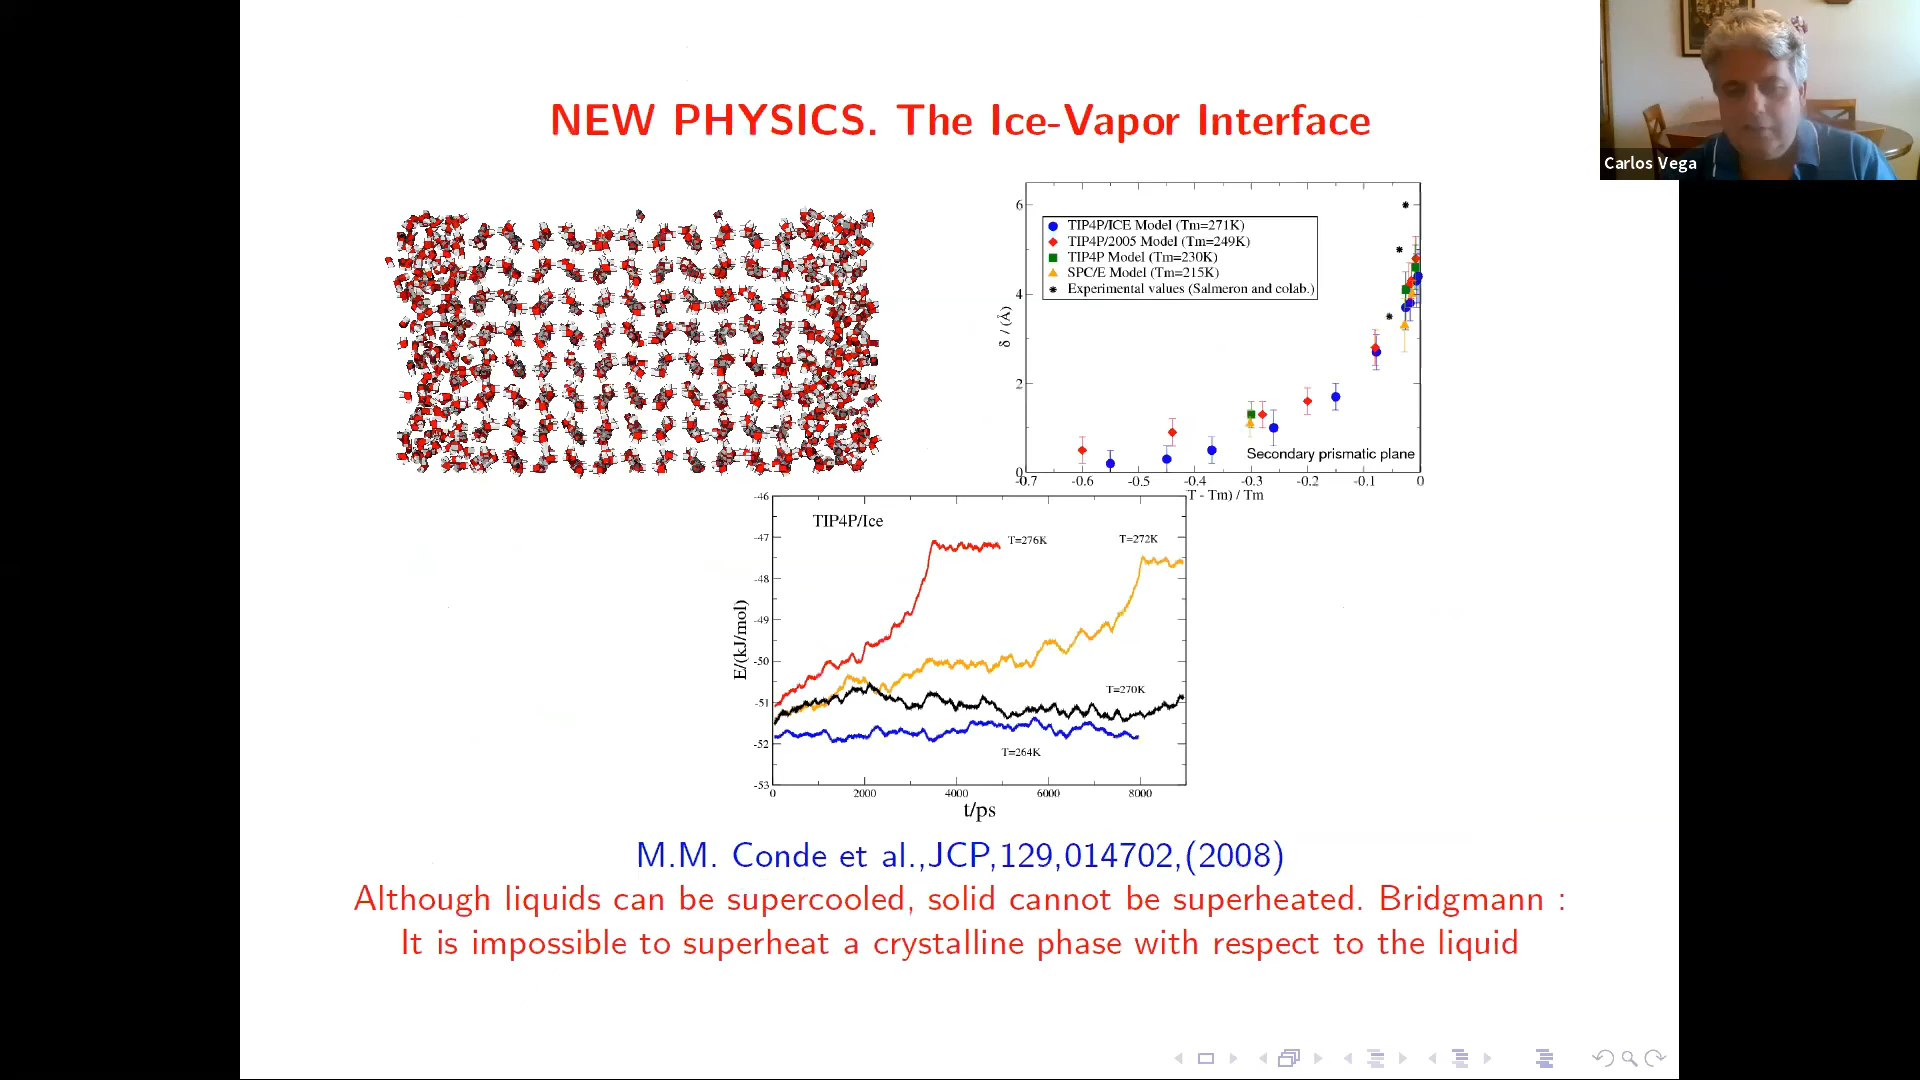 NEW PHYSICS. The Ice-Vapor Interface
Carlos Vega
6
4
2
0
δ / (Å)
TIP4P/ICE Model (Tm=271K)
TIP4P/2005 Model (Tm=249K)
TIP4P Model (Tm=230K)
SPC/E Model (Tm=215K)
Experimental values (Salmeron and colab.)
Secondary prismatic plane
-0.7 -0.6 -0.5 -0.4 -0.3 -0.2 -0.1 0
T - Tm) / Tm
-46
-47
-48
-49
-50
-51
-52
-53
E/(kJ/mol)
TIP4P/Ice
T=276K
T=272K
T=270K
T=264K
0 2000 4000 6000 8000
t/ps
M.M. Conde et al.,JCP,129,014702,(2008)
Although liquids can be supercooled, solid cannot be superheated. Bridgmann :
It is impossible to superheat a crystalline phase with respect to the liquid